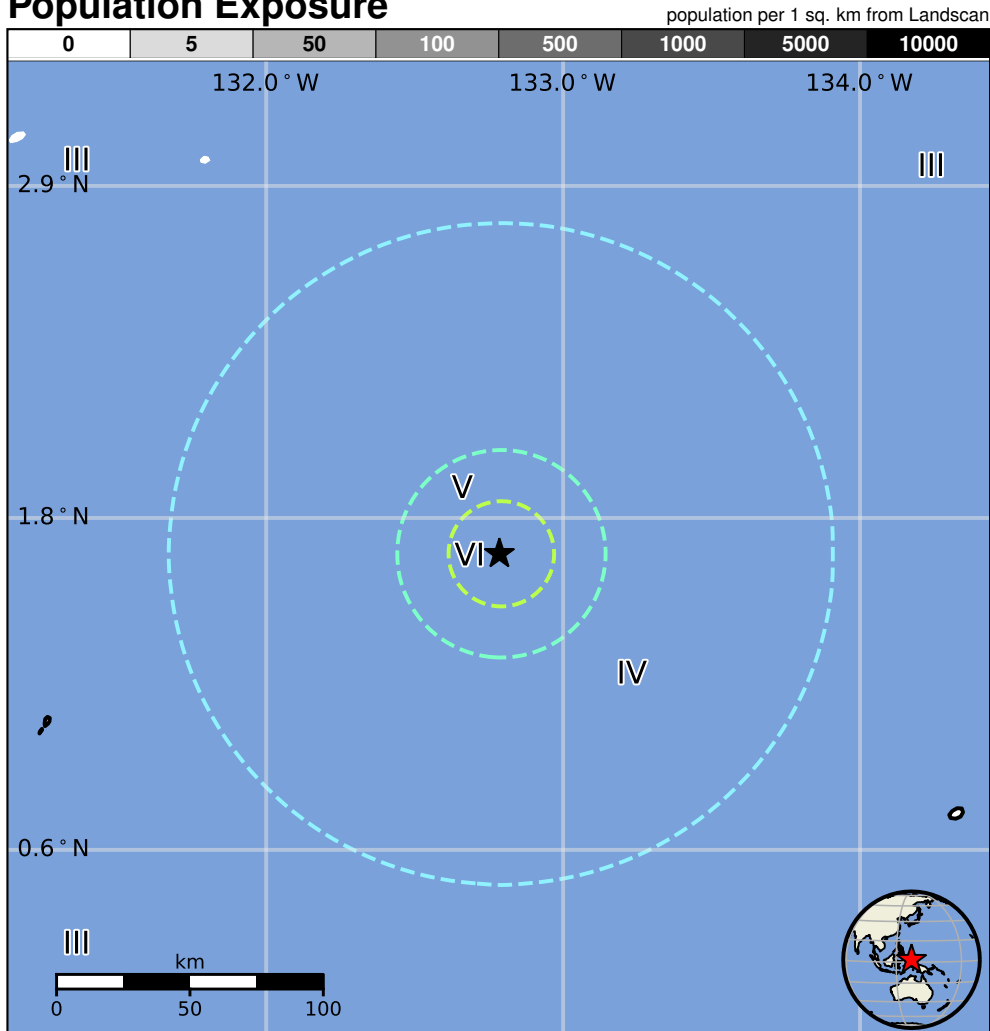 Population Exposure
population per 1 sq. km from Landscan
0 5 50 100 500 1000 5000 10000
132.0°W 133.0°W 134.0°W
III III
2.9°N
V
1.8°N
VI
IV
0.6°N
III
km
0 50 100